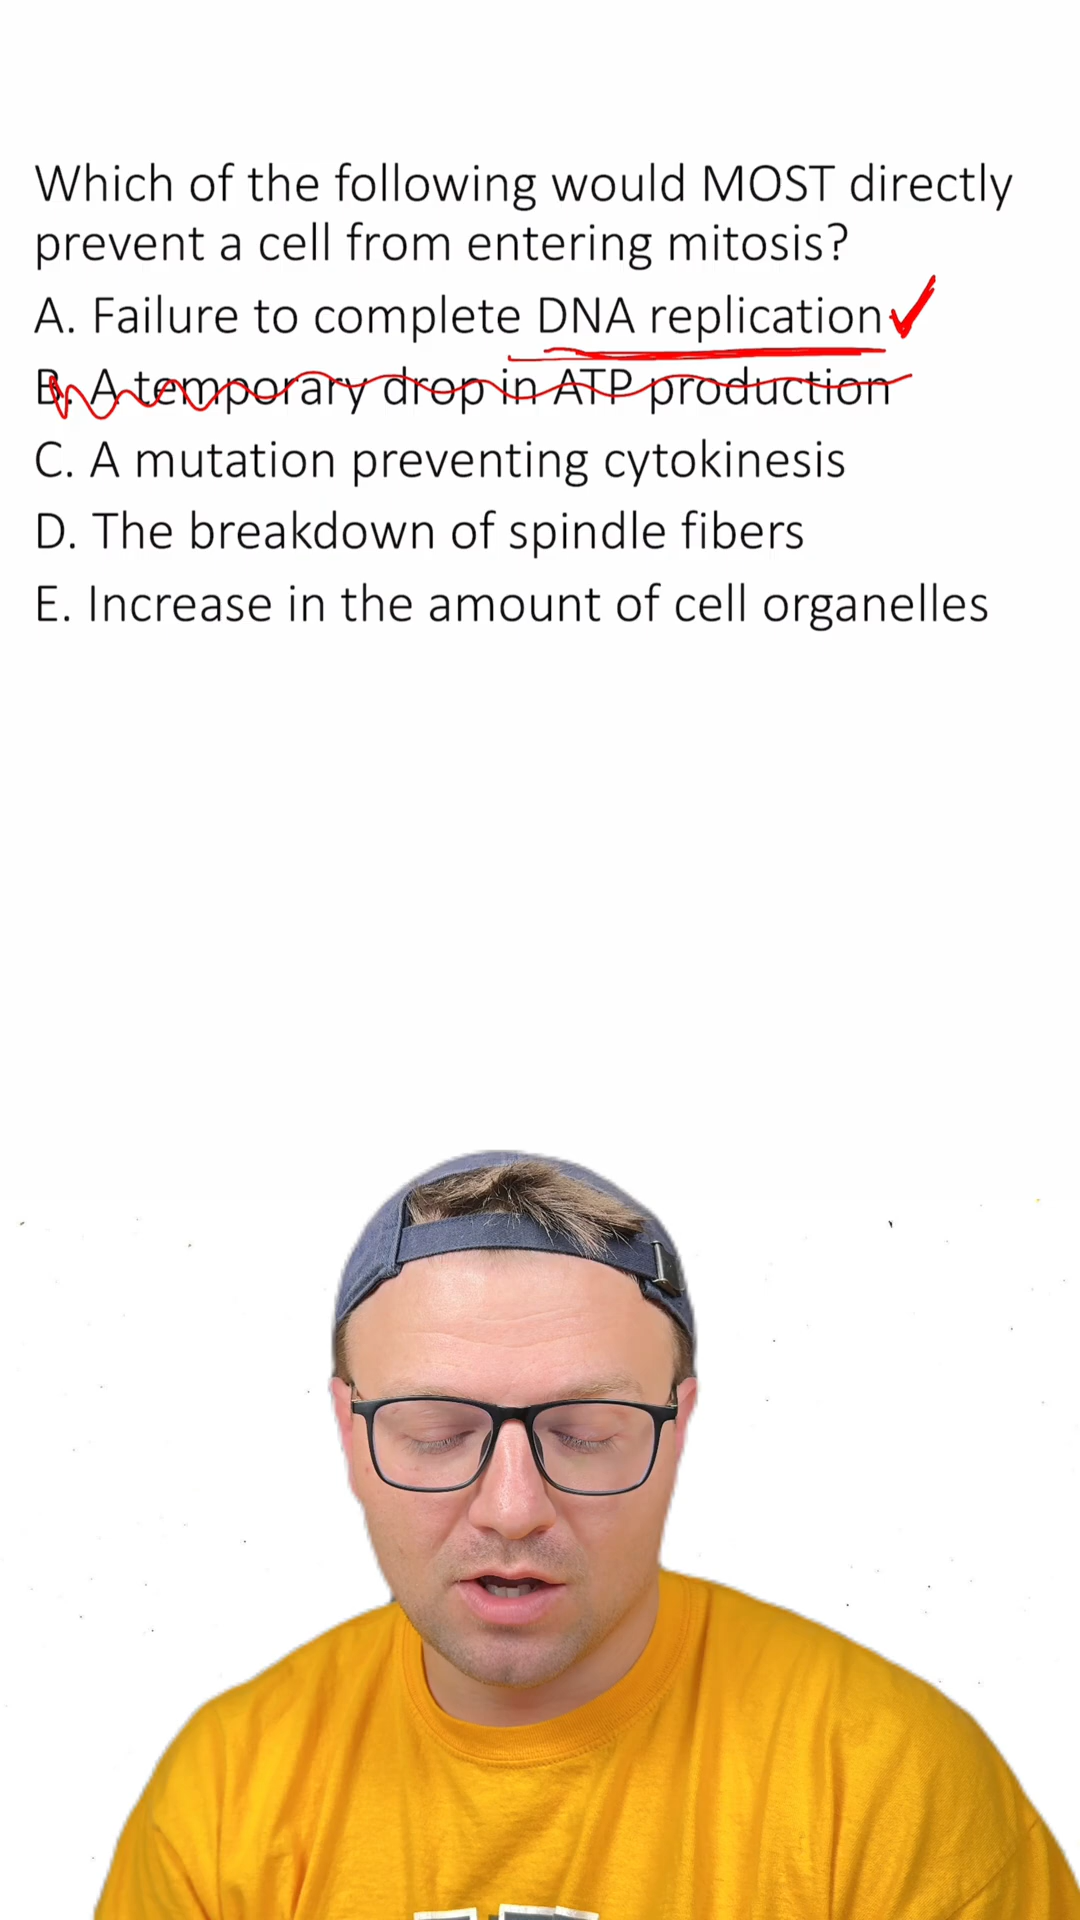 Which of the following would MOST directly
prevent a cell from entering mitosis?
A. Failure to complete DNA replication
B. A temporary drop in ATP production
C. A mutation preventing cytokinesis
D. The breakdown of spindle fibers
E. Increase in the amount of cell organelles